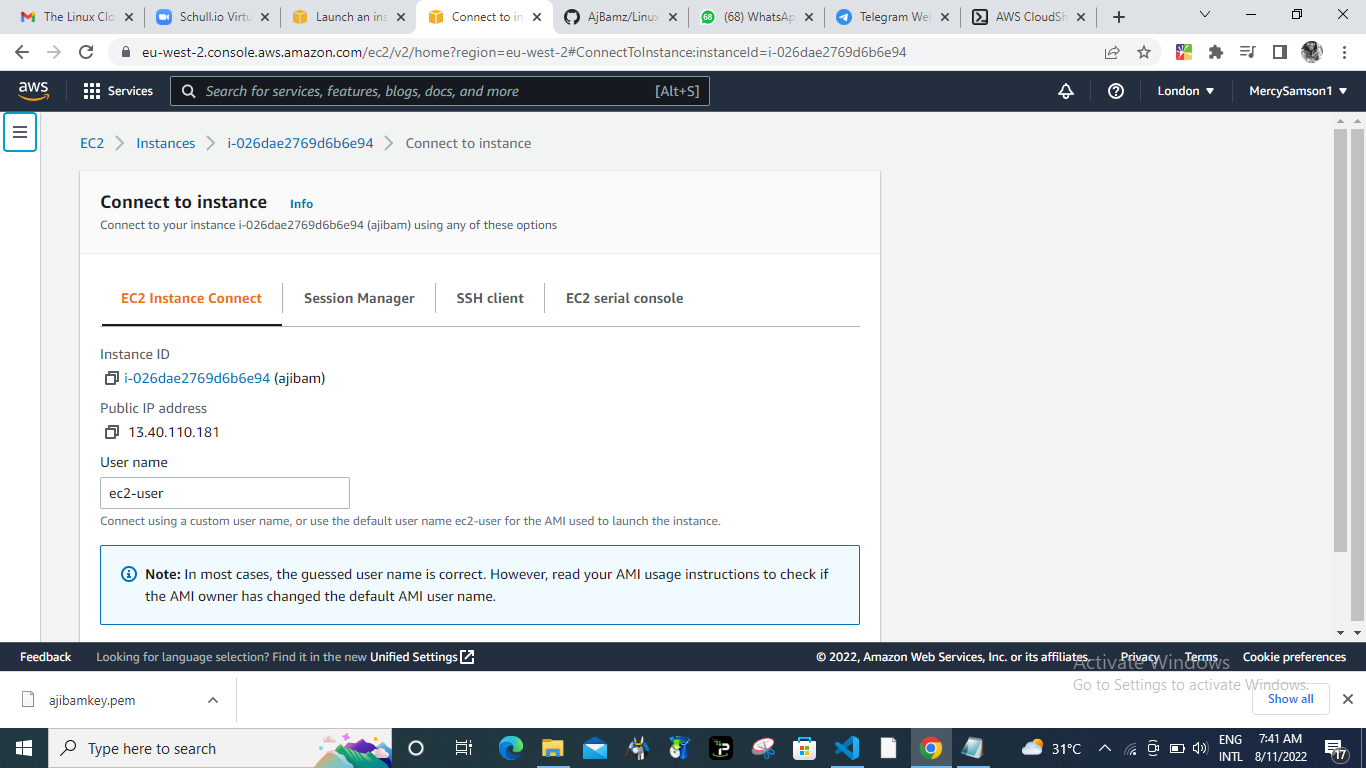 The Linux Clo
Schull.io Virtu
Launch an ins
Connect to in
AjBamz/Linux
(68) WhatsAp
Telegram Web
AWS CloudSh
eu-west-2.console.aws.amazon.com/ec2/v2/home?region=eu-west-2#ConnectToInstance:instanceId=i-026dae2769d6b6e94
aws
Services
Search for services, features, blogs, docs, and more
[Alt+S]
London
MercySamson1
EC2
Instances
i-026dae2769d6b6e94
Connect to instance
Connect to instance
Info
Connect to your instance i-026dae2769d6b6e94 (ajibam) using any of these options
EC2 Instance Connect
Session Manager
SSH client
EC2 serial console
Instance ID
i-026dae2769d6b6e94 (ajibam)
Public IP address
13.40.110.181
User name
ec2-user
Connect using a custom user name, or use the default user name ec2-user for the AMI used to launch the instance.
Note: In most cases, the guessed user name is correct. However, read your AMI usage instructions to check if
the AMI owner has changed the default AMI user name.
Feedback
Looking for language selection? Find it in the new Unified Settings
© 2022, Amazon Web Services, Inc. or its affiliates.
Privacy
Terms
Cookie preferences
Activate Windows
Go to Settings to activate Windows.
ajibamkey.pem
Show all
Type here to search
31°C
ENG
INTL
7:41 AM
8/11/2022
17